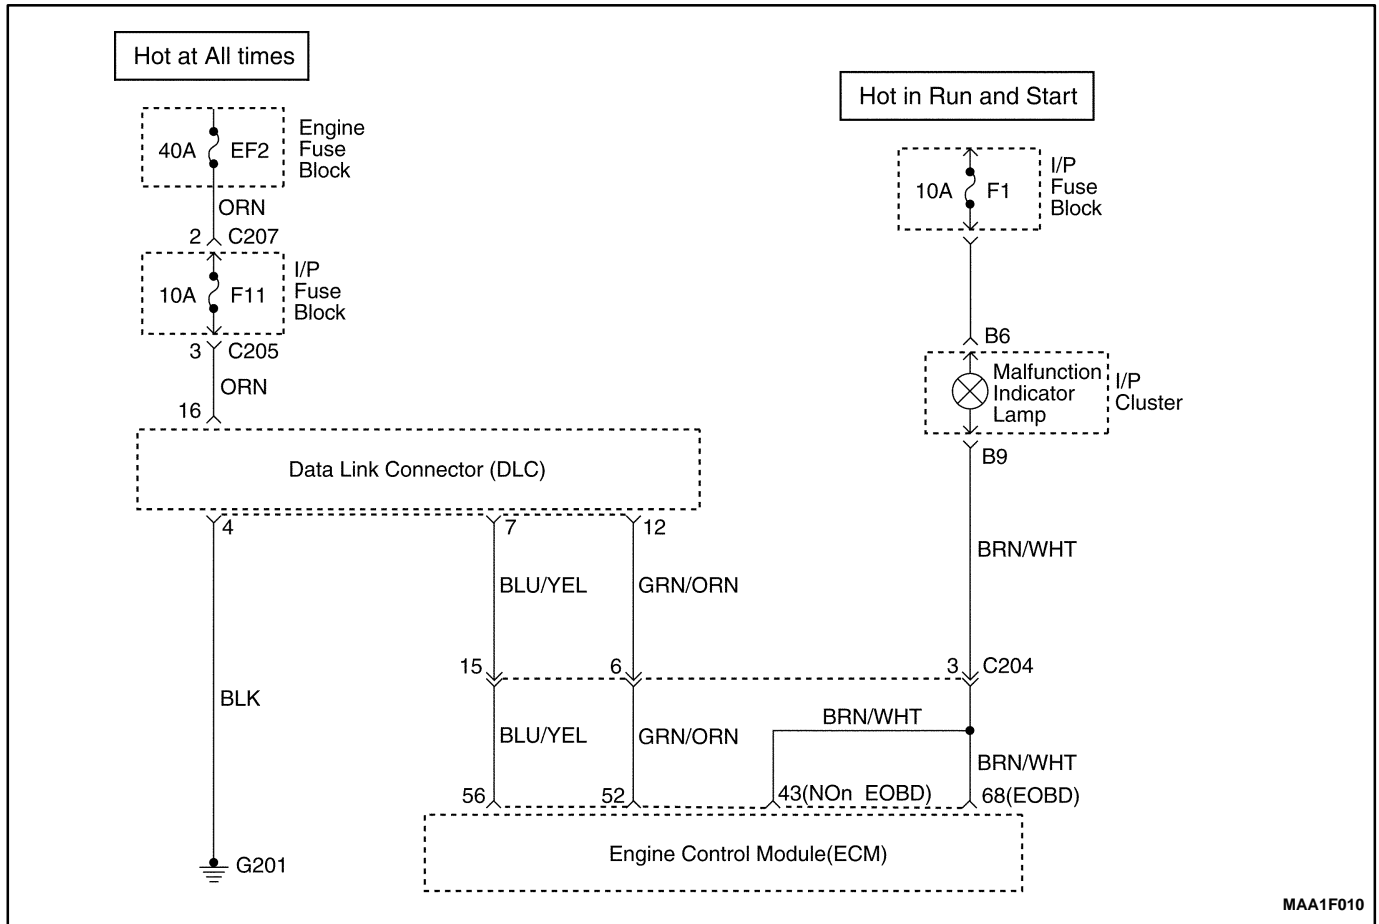 Hot at All times
Hot in Run and Start
40A EF2
Engine
Fuse
Block
ORN
2 C207
10A F11
I/P
Fuse
Block
3 C205
ORN
16
10A F1
I/P
Fuse
Block
B6
Malfunction
Indicator
Lamp
I/P
Cluster
B9
Data Link Connector (DLC)
4
7
12
BLU/YEL
GRN/ORN
BRN/WHT
15
6
3 C204
BLK
BLU/YEL
GRN/ORN
BRN/WHT
BRN/WHT
56
52
43(NOn EOBD)
68(EOBD)
Engine Control Module(ECM)
G201
MAA1F010